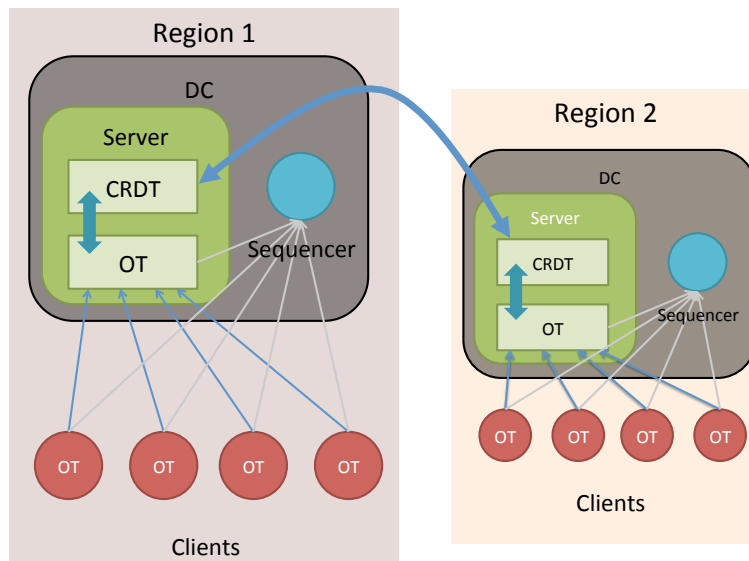 Region 1
DC
Server
CRDT
OT
Sequencer
OT
OT
OT
OT
Clients
Region 2
DC
Server
CRDT
OT
Sequencer
OT
OT
OT
OT
Clients